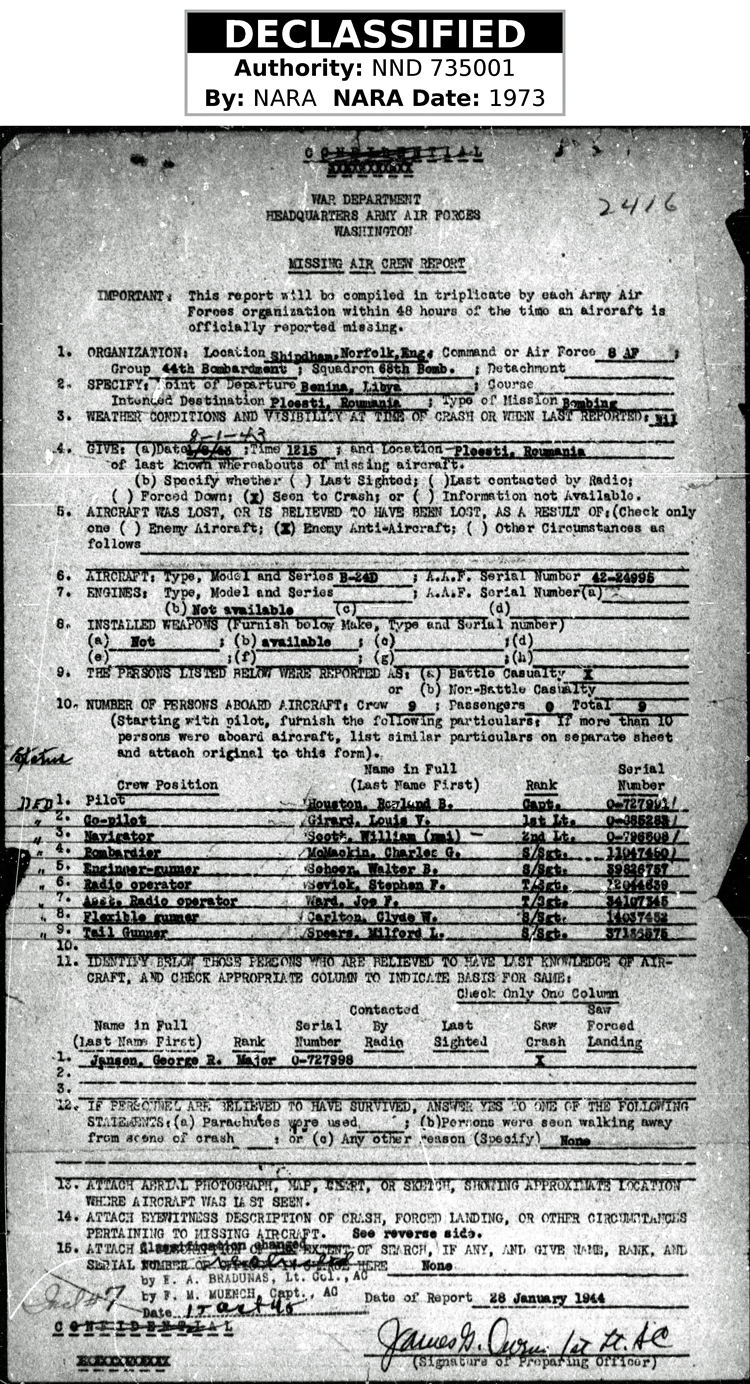 DECLASSIFIED
Authority: NND 735001
By: NARA NARA Date: 1973
CONFIDENTIAL
2416
WAR DEPARTMENT
HEADQUARTERS ARMY AIR FORCES
WASHINGTON
MISSING AIR CREW REPORT
IMPORTANT: This report will be compiled in triplicate by each Army Air
Forces organization within 48 hours of the time an aircraft is
officially reported missing.
1. ORGANIZATION: Location Shipdham, Norfolk, Eng. Command or Air Force 8 AF ;
Group 44th Bombardment ; Squadron 68th Bomb. ; Detachment
2. SPECIFY: Point of Departure Benina, Libya ; Course
Intended Destination Ploesti, Roumania ; Type of Mission Bombing
3. WEATHER CONDITIONS AND VISIBILITY AT TIME OF CRASH OR WHEN LAST REPORTED: Nil
8-1-43
4. GIVE: (a) Date 1/8/43 ; Time 1215 ; and Location Ploesti, Roumania
of last known whereabouts of missing aircraft.
(b) Specify whether ( ) Last Sighted; ( ) Last contacted by Radio;
( ) Forced Down; (X) Seen to Crash; or ( ) Information not Available.
5. AIRCRAFT WAS LOST, OR IS BELIEVED TO HAVE BEEN LOST, AS A RESULT OF: (Check only
one ( ) Enemy Aircraft; (X) Enemy Anti-Aircraft; ( ) Other Circumstances as
follows
6. AIRCRAFT: Type, Model and Series B-24D ; A.A.F. Serial Number 42-24995
7. ENGINES: Type, Model and Series ; A.A.F. Serial Number (a)
(b) Not available (c) (d)
8. INSTALLED WEAPONS (Furnish below Make, Type and Serial number)
(a) Not ; (b) available ; (c) ; (d)
(e) ; (f) ; (g) ; (h)
9. THE PERSONS LISTED BELOW WERE REPORTED AS: (a) Battle Casualty X
or (b) Non-Battle Casualty
10. NUMBER OF PERSONS ABOARD AIRCRAFT: Crew 9 ; Passengers 0 Total 9
(Starting with pilot, furnish the following particulars: If more than 10
persons were aboard aircraft, list similar particulars on separate sheet
and attach original to this form).
Name in Full Serial
Crew Position (Last Name First) Rank Number
DED 1. Pilot Houston, Rowland B. Capt. O-727991
" 2. Co-pilot Girard, Louis V. 1st Lt.
" 3. Navigator Scott, William (nmi) 2nd Lt. O-796608
" 4. Bombardier McMackin, Charles G. S/Sgt. 11047450
" 5. Engineer-gunner Schoer, Walter B. S/Sgt. 39826757
" 6. Radio operator Sevick, Stephen F. T/Sgt.
" 7. Asst. Radio operator Ward, Joe F. T/Sgt. 34107345
" 8. Flexible gunner Carlton, Clyde W. S/Sgt. 14037452
" 9. Tail Gunner Spears, Milford L. S/Sgt.
10.
11. IDENTIFY BELOW THOSE PERSONS WHO ARE BELIEVED TO HAVE LAST KNOWLEDGE OF AIR-
CRAFT, AND CHECK APPROPRIATE COLUMN TO INDICATE BASIS FOR SAME:
Check Only One Column
Contacted Saw
Name in Full Serial By Last Saw Forced
(Last Name First) Rank Number Radio Sighted Crash Landing
1. Jansen, George R. Major O-727998 X
2.
3.
12. IF PERSONNEL ARE BELIEVED TO HAVE SURVIVED, ANSWER YES TO ONE OF THE FOLLOWING
STATEMENTS: (a) Parachutes were used ; (b) Persons were seen walking away
from scene of crash : or (c) Any other reason (Specify) None
13. ATTACH AERIAL PHOTOGRAPH, MAP, CHART, OR SKETCH, SHOWING APPROXIMATE LOCATION
WHERE AIRCRAFT WAS LAST SEEN.
14. ATTACH EYEWITNESS DESCRIPTION OF CRASH, FORCED LANDING, OR OTHER CIRCUMSTANCES
PERTAINING TO MISSING AIRCRAFT. See reverse side.
15. ATTACH EXTENT OF SEARCH, IF ANY, AND GIVE NAME, RANK, AND
Classification changed
SERIAL NUMBER OF HERE None
by E. A. BRADUNAS, Lt. Col., AC
by F. M. MUENCH, Capt., AC Date of Report 28 January 1944
Date
CONFIDENTIAL
(Signature of Preparing Officer)